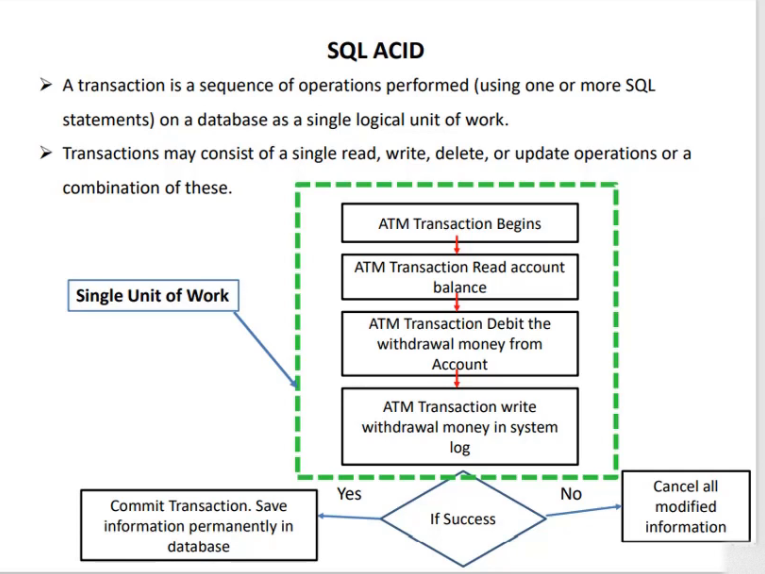 SQL ACID
➢ A transaction is a sequence of operations performed (using one or more SQL
statements) on a database as a single logical unit of work.
➢ Transactions may consist of a single read, write, delete, or update operations or a
combination of these.
ATM Transaction Begins
ATM Transaction Read account
balance
Single Unit of Work
ATM Transaction Debit the
withdrawal money from
Account
ATM Transaction write
withdrawal money in system
log
Yes
No
Commit Transaction. Save
information permanently in
database
If Success
Cancel all
modified
information